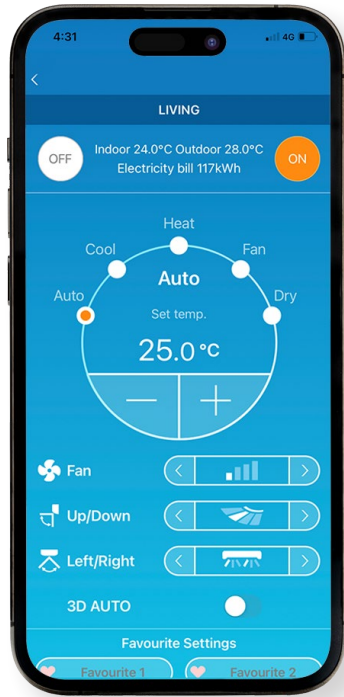 4:31
4G
LIVING
OFF
Indoor 24.0°C Outdoor 28.0°C
Electricity bill 117kWh
ON
Heat
Cool
Fan
Auto
Auto
Dry
Set temp.
25.0 °C
Fan
Up/Down
Left/Right
3D AUTO
Favourite Settings
Favourite 1
Favourite 2